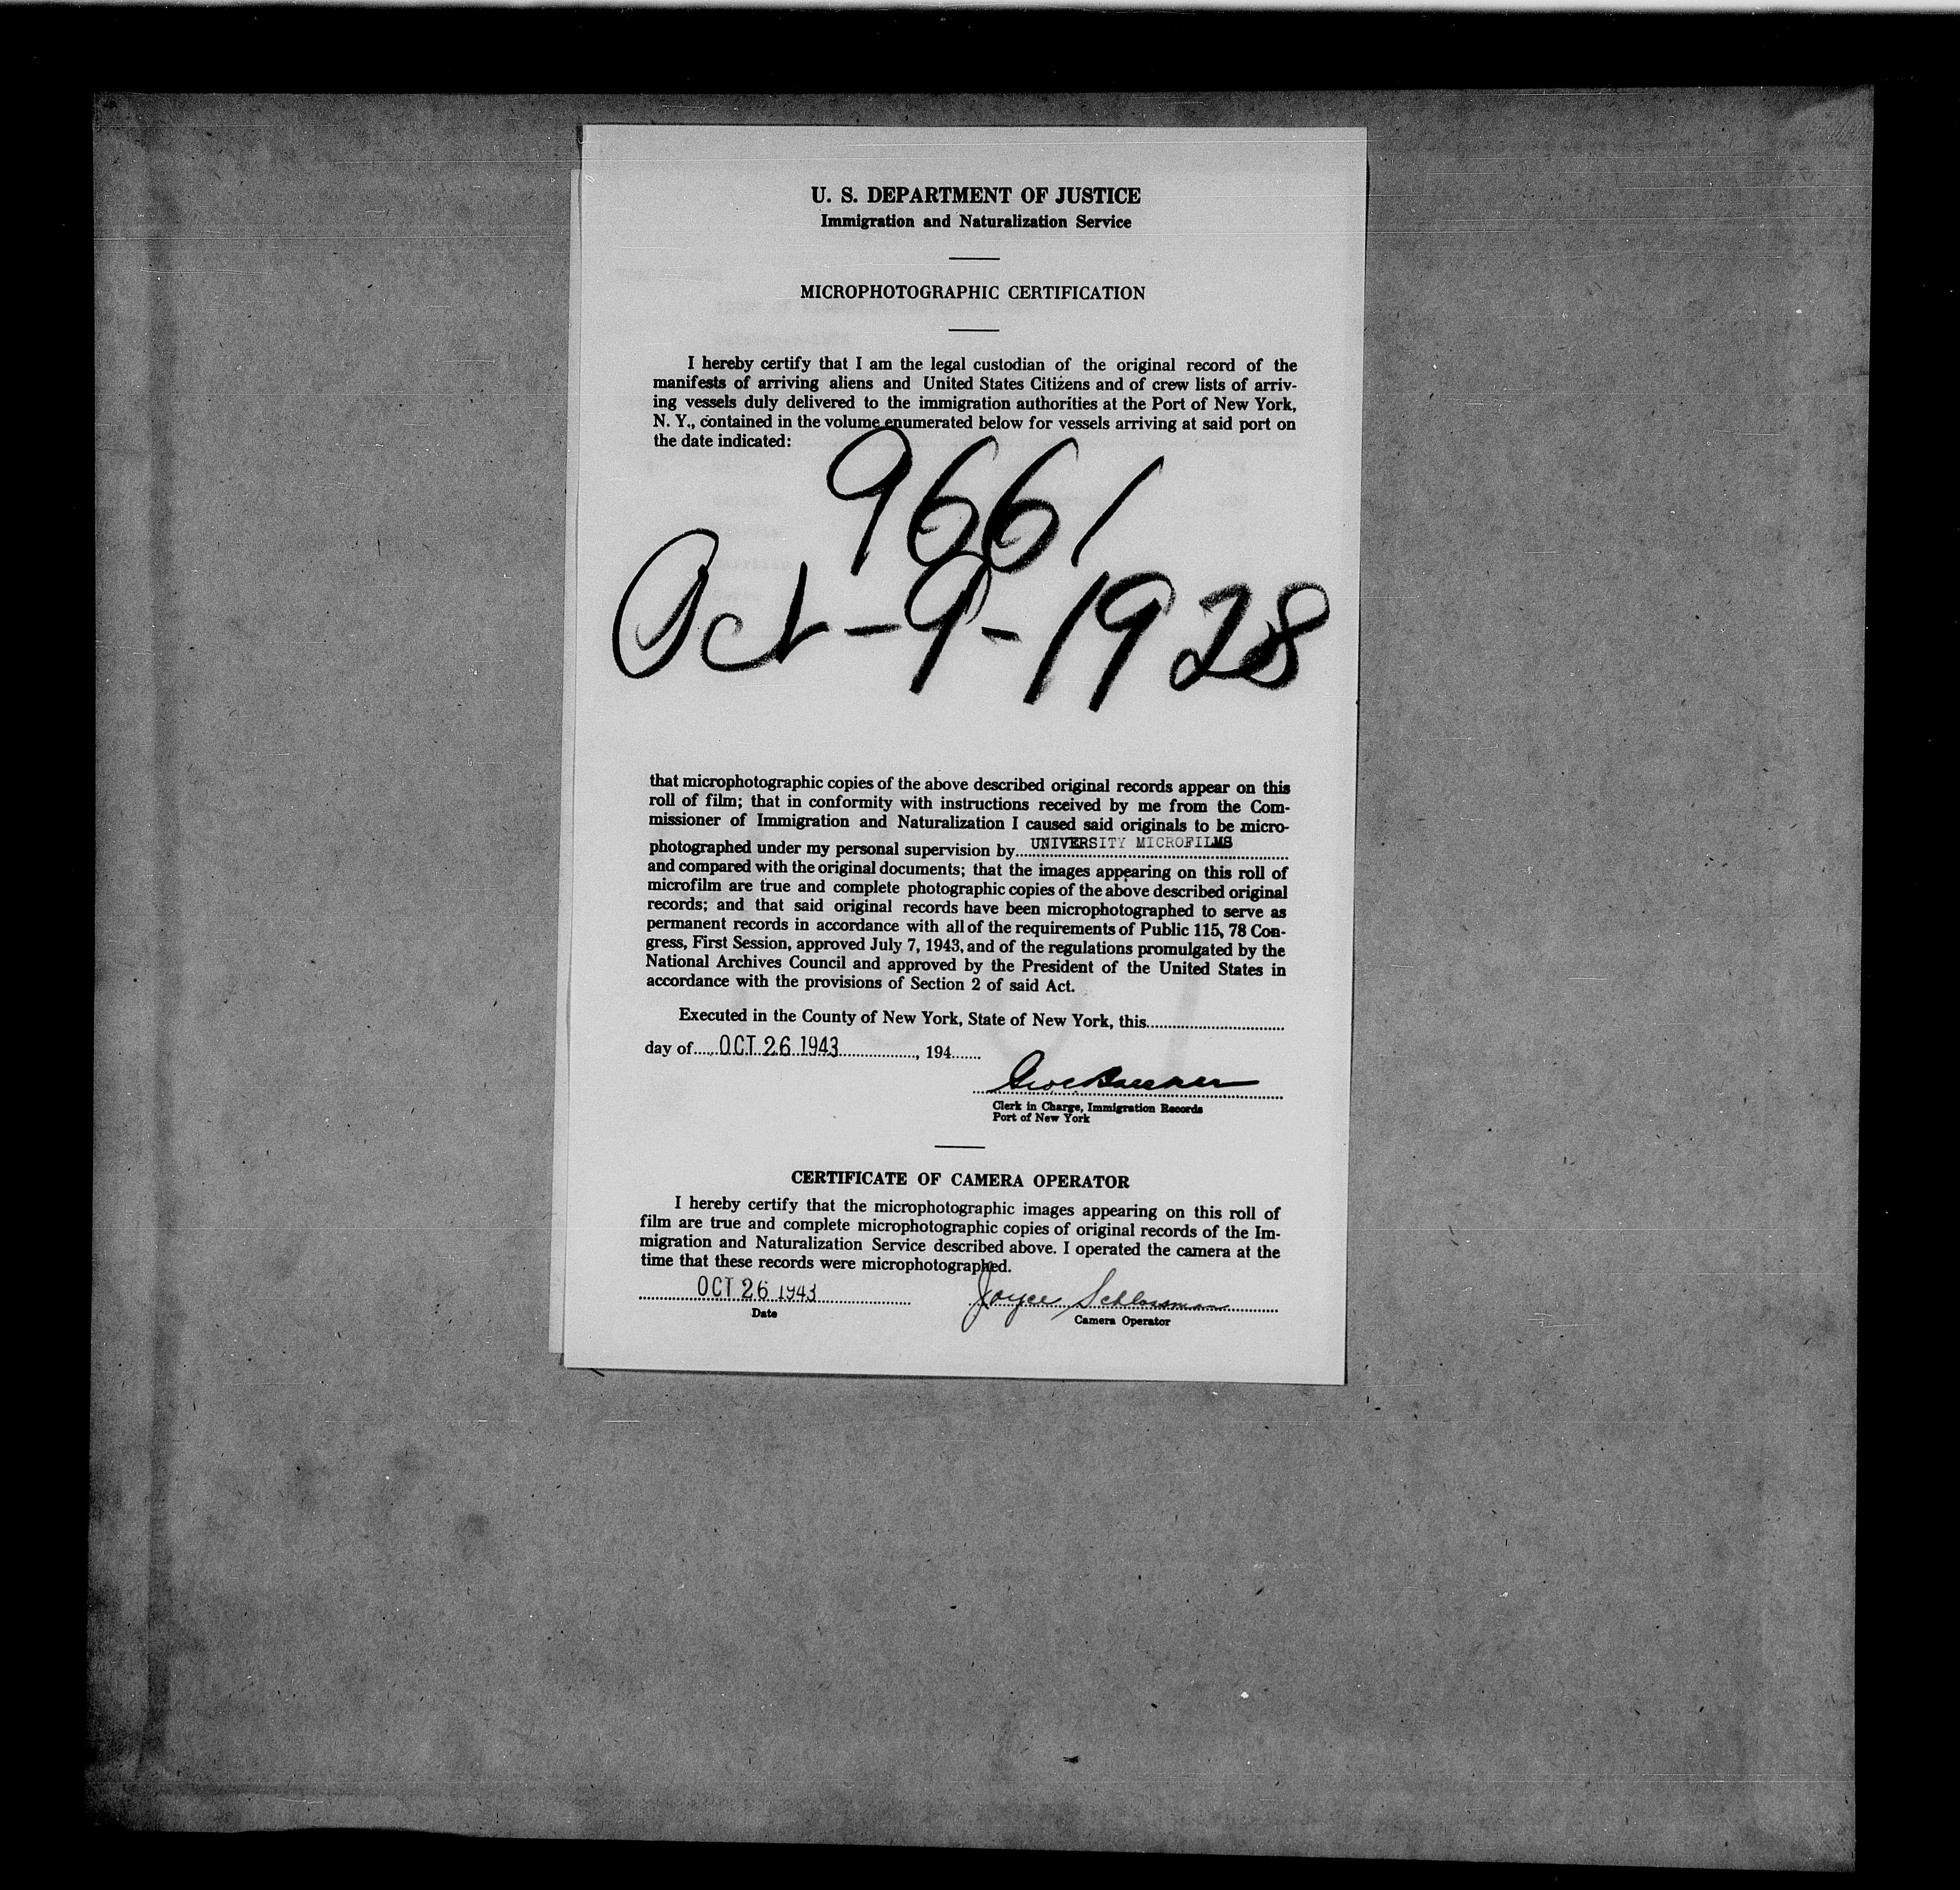 U. S. DEPARTMENT OF JUSTICE
Immigration and Naturalization Service
MICROPHOTOGRAPHIC CERTIFICATION
I hereby certify that I am the legal custodian of the original record of the
manifests of arriving aliens and United States Citizens and of crew lists of arriv-
ing vessels duly delivered to the immigration authorities at the Port of New York,
N. Y., contained in the volume enumerated below for vessels arriving at said port on
the date indicated:
9661
Oct-9-1928
that microphotographic copies of the above described original records appear on this
roll of film; that in conformity with instructions received by me from the Com-
missioner of Immigration and Naturalization I caused said originals to be micro-
photographed under my personal supervision by UNIVERSITY MICROFILMS
and compared with the original documents; that the images appearing on this roll of
microfilm are true and complete photographic copies of the above described original
records; and that said original records have been microphotographed to serve as
permanent records in accordance with all of the requirements of Public 115, 78 Con-
gress, First Session, approved July 7, 1943, and of the regulations promulgated by the
National Archives Council and approved by the President of the United States in
accordance with the provisions of Section 2 of said Act.
Executed in the County of New York, State of New York, this
day of OCT 26 1943, 194
Clerk in Charge, Immigration Records
Port of New York
CERTIFICATE OF CAMERA OPERATOR
I hereby certify that the microphotographic images appearing on this roll of
film are true and complete microphotographic copies of original records of the Im-
migration and Naturalization Service described above. I operated the camera at the
time that these records were microphotographed.
OCT 26 1943 Joyce
Date
Camera Operator